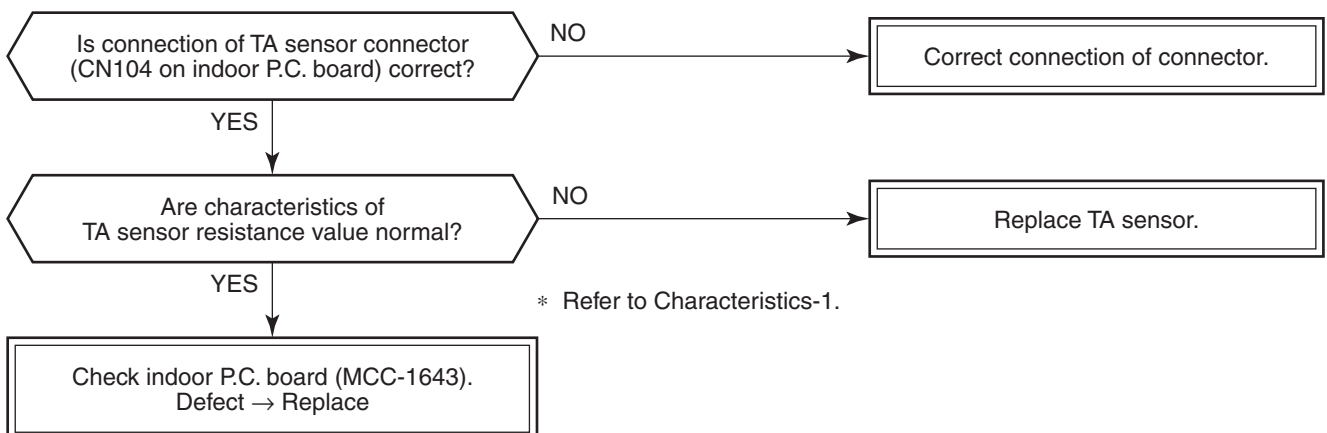 Is connection of TA sensor connector
(CN104 on indoor P.C. board) correct?
NO
Correct connection of connector.
YES
Are characteristics of
TA sensor resistance value normal?
NO
Replace TA sensor.
YES
* Refer to Characteristics-1.
Check indoor P.C. board (MCC-1643).
Defect → Replace